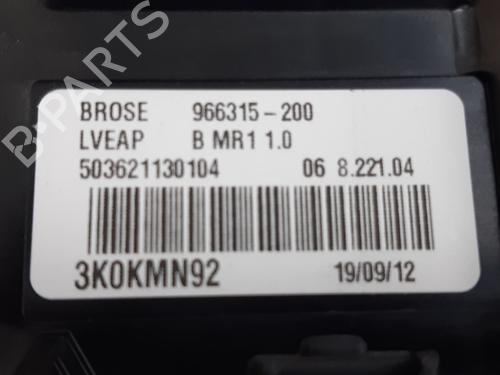 B-PARTS
BROSE 966315-200
LVEAP B MR1 1.0
503621130104 06 8.221.04
3K0KMN92 19/09/12